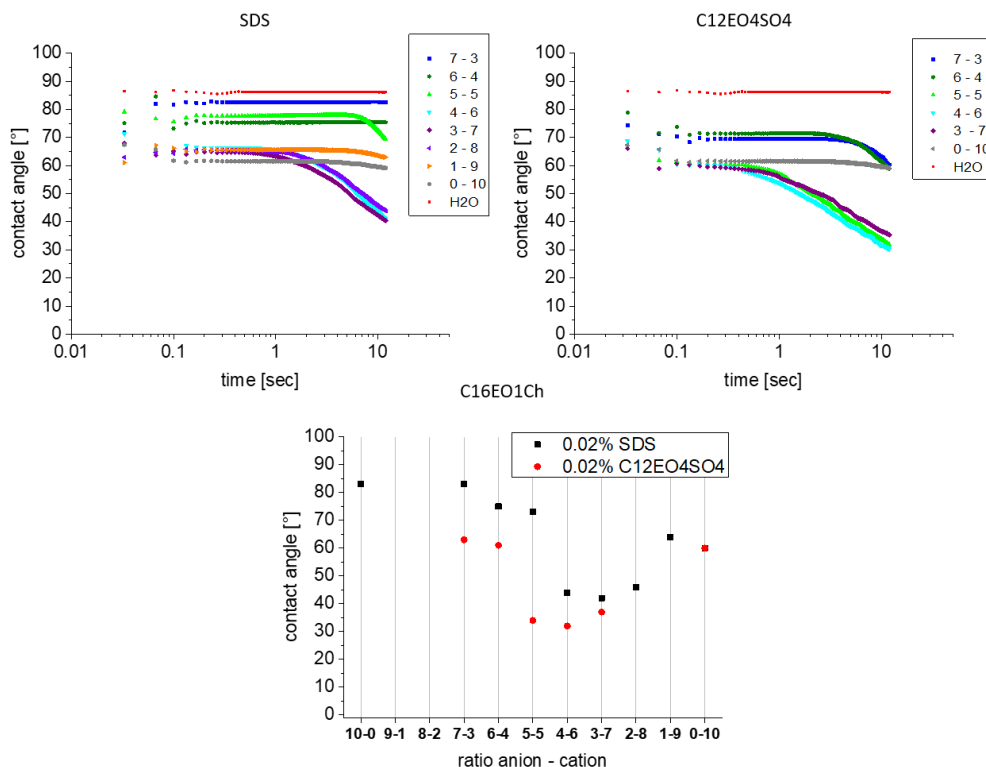 SDS
100
90
80
70
60
50
40
30
20
10
0
contact angle [°]
0.01 0.1 1 10
time [sec]
7 - 3
6 - 4
5 - 5
4 - 6
3 - 7
2 - 8
1 - 9
0 - 10
H2O
C12EO4SO4
100
90
80
70
60
50
40
30
20
10
0
contact angle [°]
0.01 0.1 1 10
time [sec]
7 - 3
6 - 4
5 - 5
4 - 6
3 - 7
0 - 10
H2O
C16EO1Ch
100
90
80
70
60
50
40
30
20
10
0
contact angle [°]
0.02% SDS
0.02% C12EO4SO4
10-0 9-1 8-2 7-3 6-4 5-5 4-6 3-7 2-8 1-9 0-10
ratio anion - cation